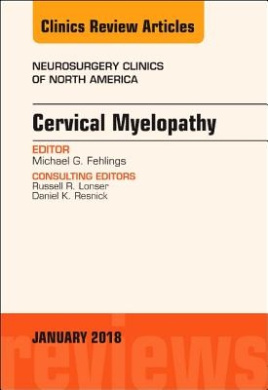 Clinics Review Articles
NEUROSURGERY CLINICS
OF NORTH AMERICA
Cervical Myelopathy
EDITOR
Michael G. Fehlings
CONSULTING EDITORS
Russell R. Lonser
Daniel K. Resnick
JANUARY 2018
reviews